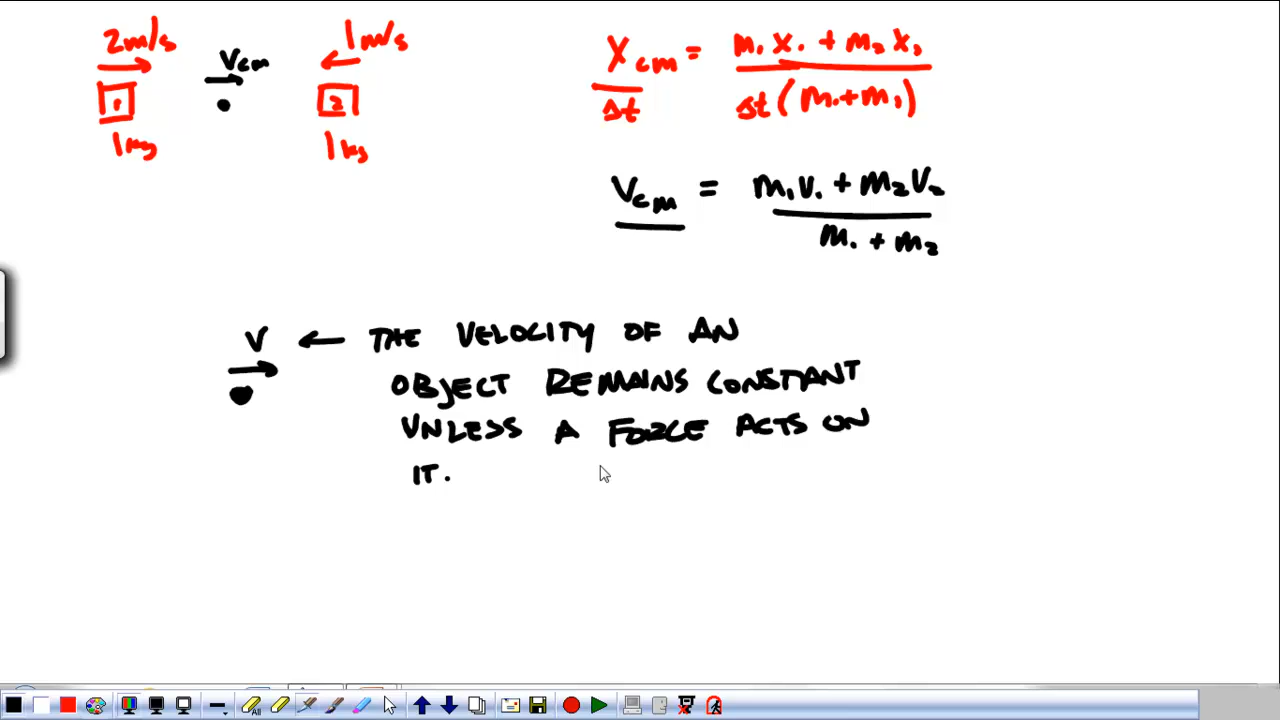 2m/s
Vcm
1m/s
1
2
1kg
1kg
Xcm/Δt = m1x1 + m2x2 / Δt(m1+m2)
Vcm = m1v1 + m2v2 / m1 + m2
V ← THE VELOCITY OF AN
OBJECT REMAINS CONSTANT
UNLESS A FORCE ACTS ON
IT.
All